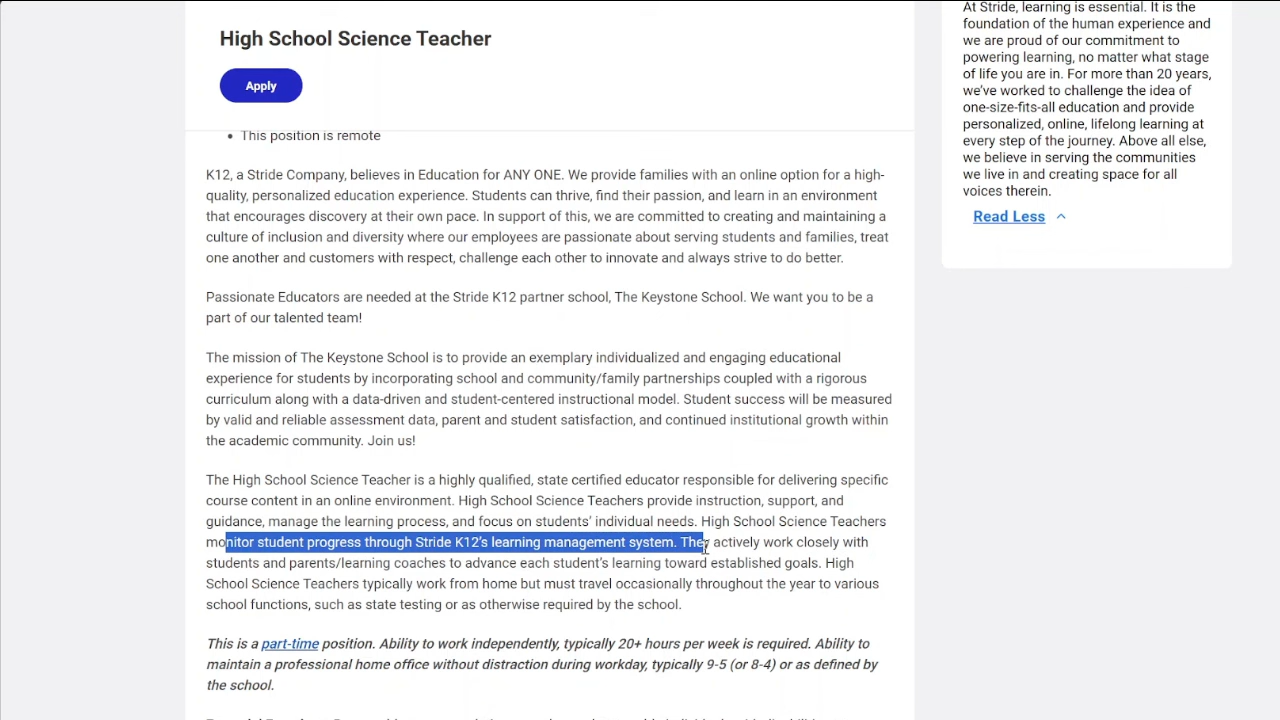 High School Science Teacher
Apply
• This position is remote
K12, a Stride Company, believes in Education for ANY ONE. We provide families with an online option for a high-
quality, personalized education experience. Students can thrive, find their passion, and learn in an environment
that encourages discovery at their own pace. In support of this, we are committed to creating and maintaining a
culture of inclusion and diversity where our employees are passionate about serving students and families, treat
one another and customers with respect, challenge each other to innovate and always strive to do better.
Passionate Educators are needed at the Stride K12 partner school, The Keystone School. We want you to be a
part of our talented team!
The mission of The Keystone School is to provide an exemplary individualized and engaging educational
experience for students by incorporating school and community/family partnerships coupled with a rigorous
curriculum along with a data-driven and student-centered instructional model. Student success will be measured
by valid and reliable assessment data, parent and student satisfaction, and continued institutional growth within
the academic community. Join us!
The High School Science Teacher is a highly qualified, state certified educator responsible for delivering specific
course content in an online environment. High School Science Teachers provide instruction, support, and
guidance, manage the learning process, and focus on students’ individual needs. High School Science Teachers
monitor student progress through Stride K12’s learning management system. They actively work closely with
students and parents/learning coaches to advance each student’s learning toward established goals. High
School Science Teachers typically work from home but must travel occasionally throughout the year to various
school functions, such as state testing or as otherwise required by the school.
This is a part-time position. Ability to work independently, typically 20+ hours per week is required. Ability to
maintain a professional home office without distraction during workday, typically 9-5 (or 8-4) or as defined by
the school.
At Stride, learning is essential. It is the
foundation of the human experience and
we are proud of our commitment to
powering learning, no matter what stage
of life you are in. For more than 20 years,
we’ve worked to challenge the idea of
one-size-fits-all education and provide
personalized, online, lifelong learning at
every step of the journey. Above all else,
we believe in serving the communities
we live in and creating space for all
voices therein.
Read Less